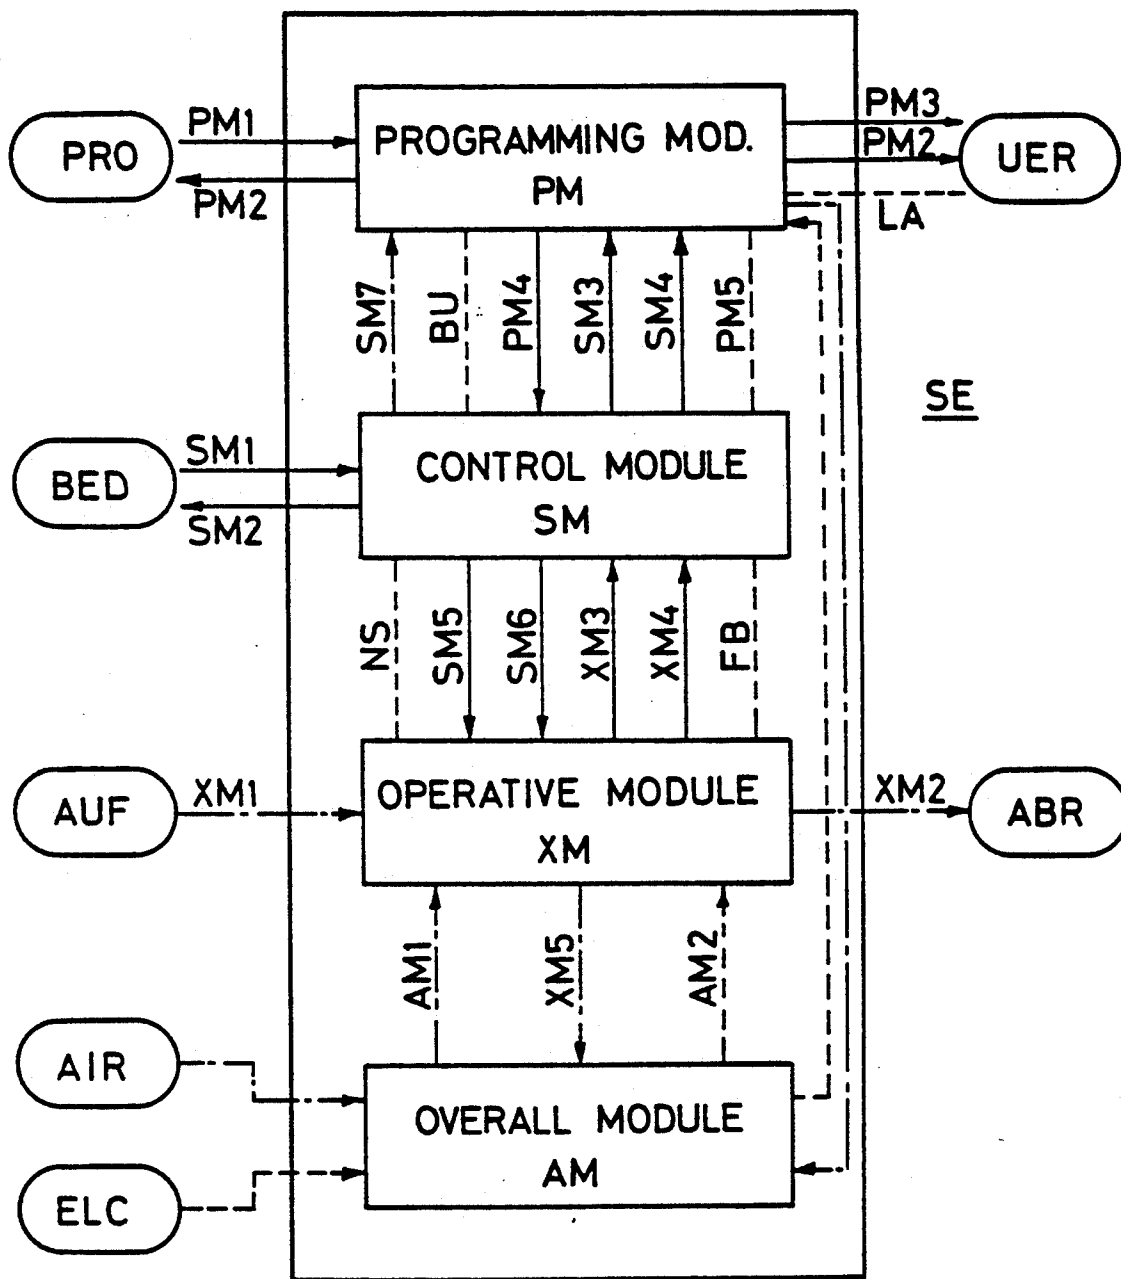 PRO
PM1
PM2
PROGRAMMING MOD.
PM
PM3
PM2
LA
UER
SM7
BU
PM4
SM3
SM4
PM5
SE
BED
SM1
SM2
CONTROL MODULE
SM
NS
SM5
SM6
XM3
XM4
FB
AUF
XM1
OPERATIVE MODULE
XM
XM2
ABR
AM1
XM5
AM2
AIR
OVERALL MODULE
AM
ELC